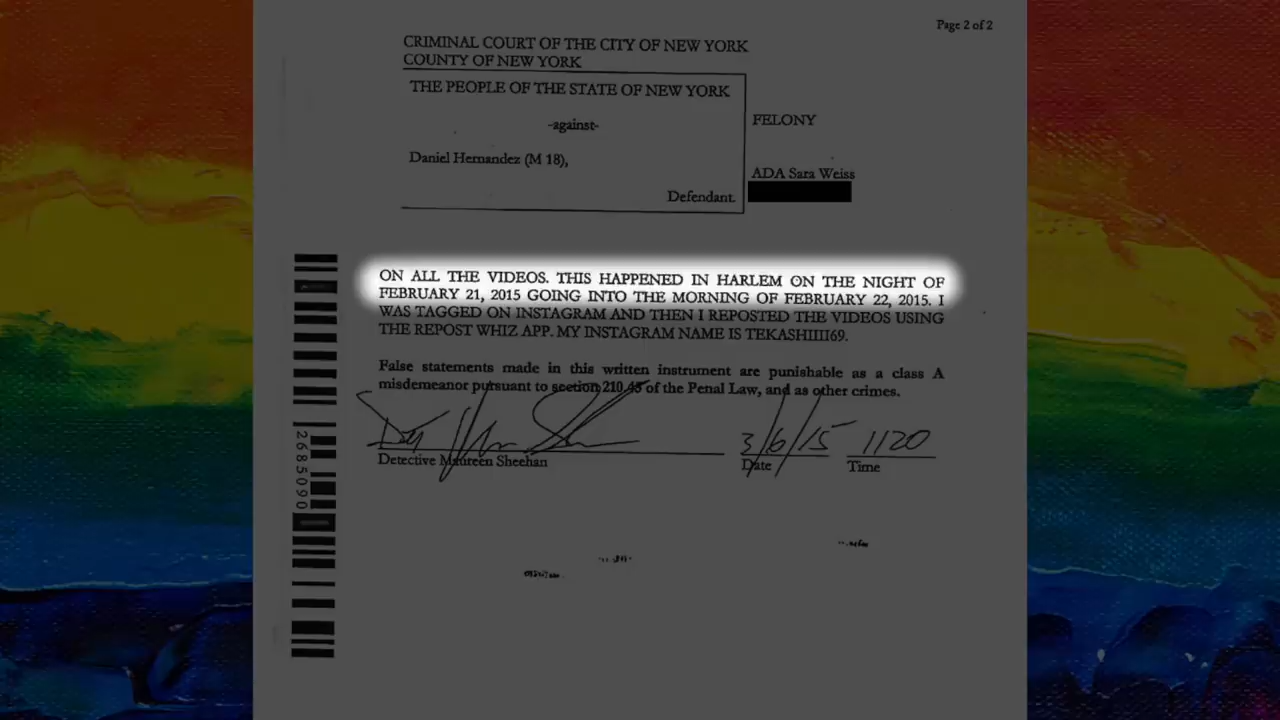 Page 2 of 2
CRIMINAL COURT OF THE CITY OF NEW YORK
COUNTY OF NEW YORK
THE PEOPLE OF THE STATE OF NEW YORK
-against-
FELONY
Daniel Hernandez (M 18),
ADA Sara Weiss
Defendant.
ON ALL THE VIDEOS. THIS HAPPENED IN HARLEM ON THE NIGHT OF
FEBRUARY 21, 2015 GOING INTO THE MORNING OF FEBRUARY 22, 2015. I
WAS TAGGED ON INSTAGRAM AND THEN I REPOSTED THE VIDEOS USING
THE REPOST WHIZ APP. MY INSTAGRAM NAME IS TEKASHIIII69.
False statements made in this written instrument are punishable as a class A
misdemeanor pursuant to section 210.45 of the Penal Law, and as other crimes.
3/6/15 1120
Detective Maureen Sheehan Date Time
2685090